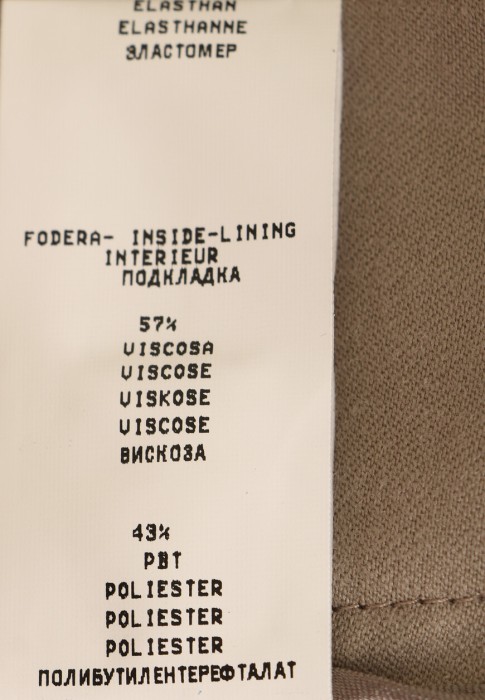 ELASTHAN
ELASTHANNE
ЭЛАСТОМЕР
FODERA- INSIDE-LINING
INTERIEUR
ПОДКЛАДКА
57%
VISCOSA
VISCOSE
VISKOSE
VISCOSE
ВИСКОЗА
43%
PBT
POLIESTER
POLIESTER
POLIESTER
ПОЛИБУТИЛЕНТЕРЕФТАЛАТ